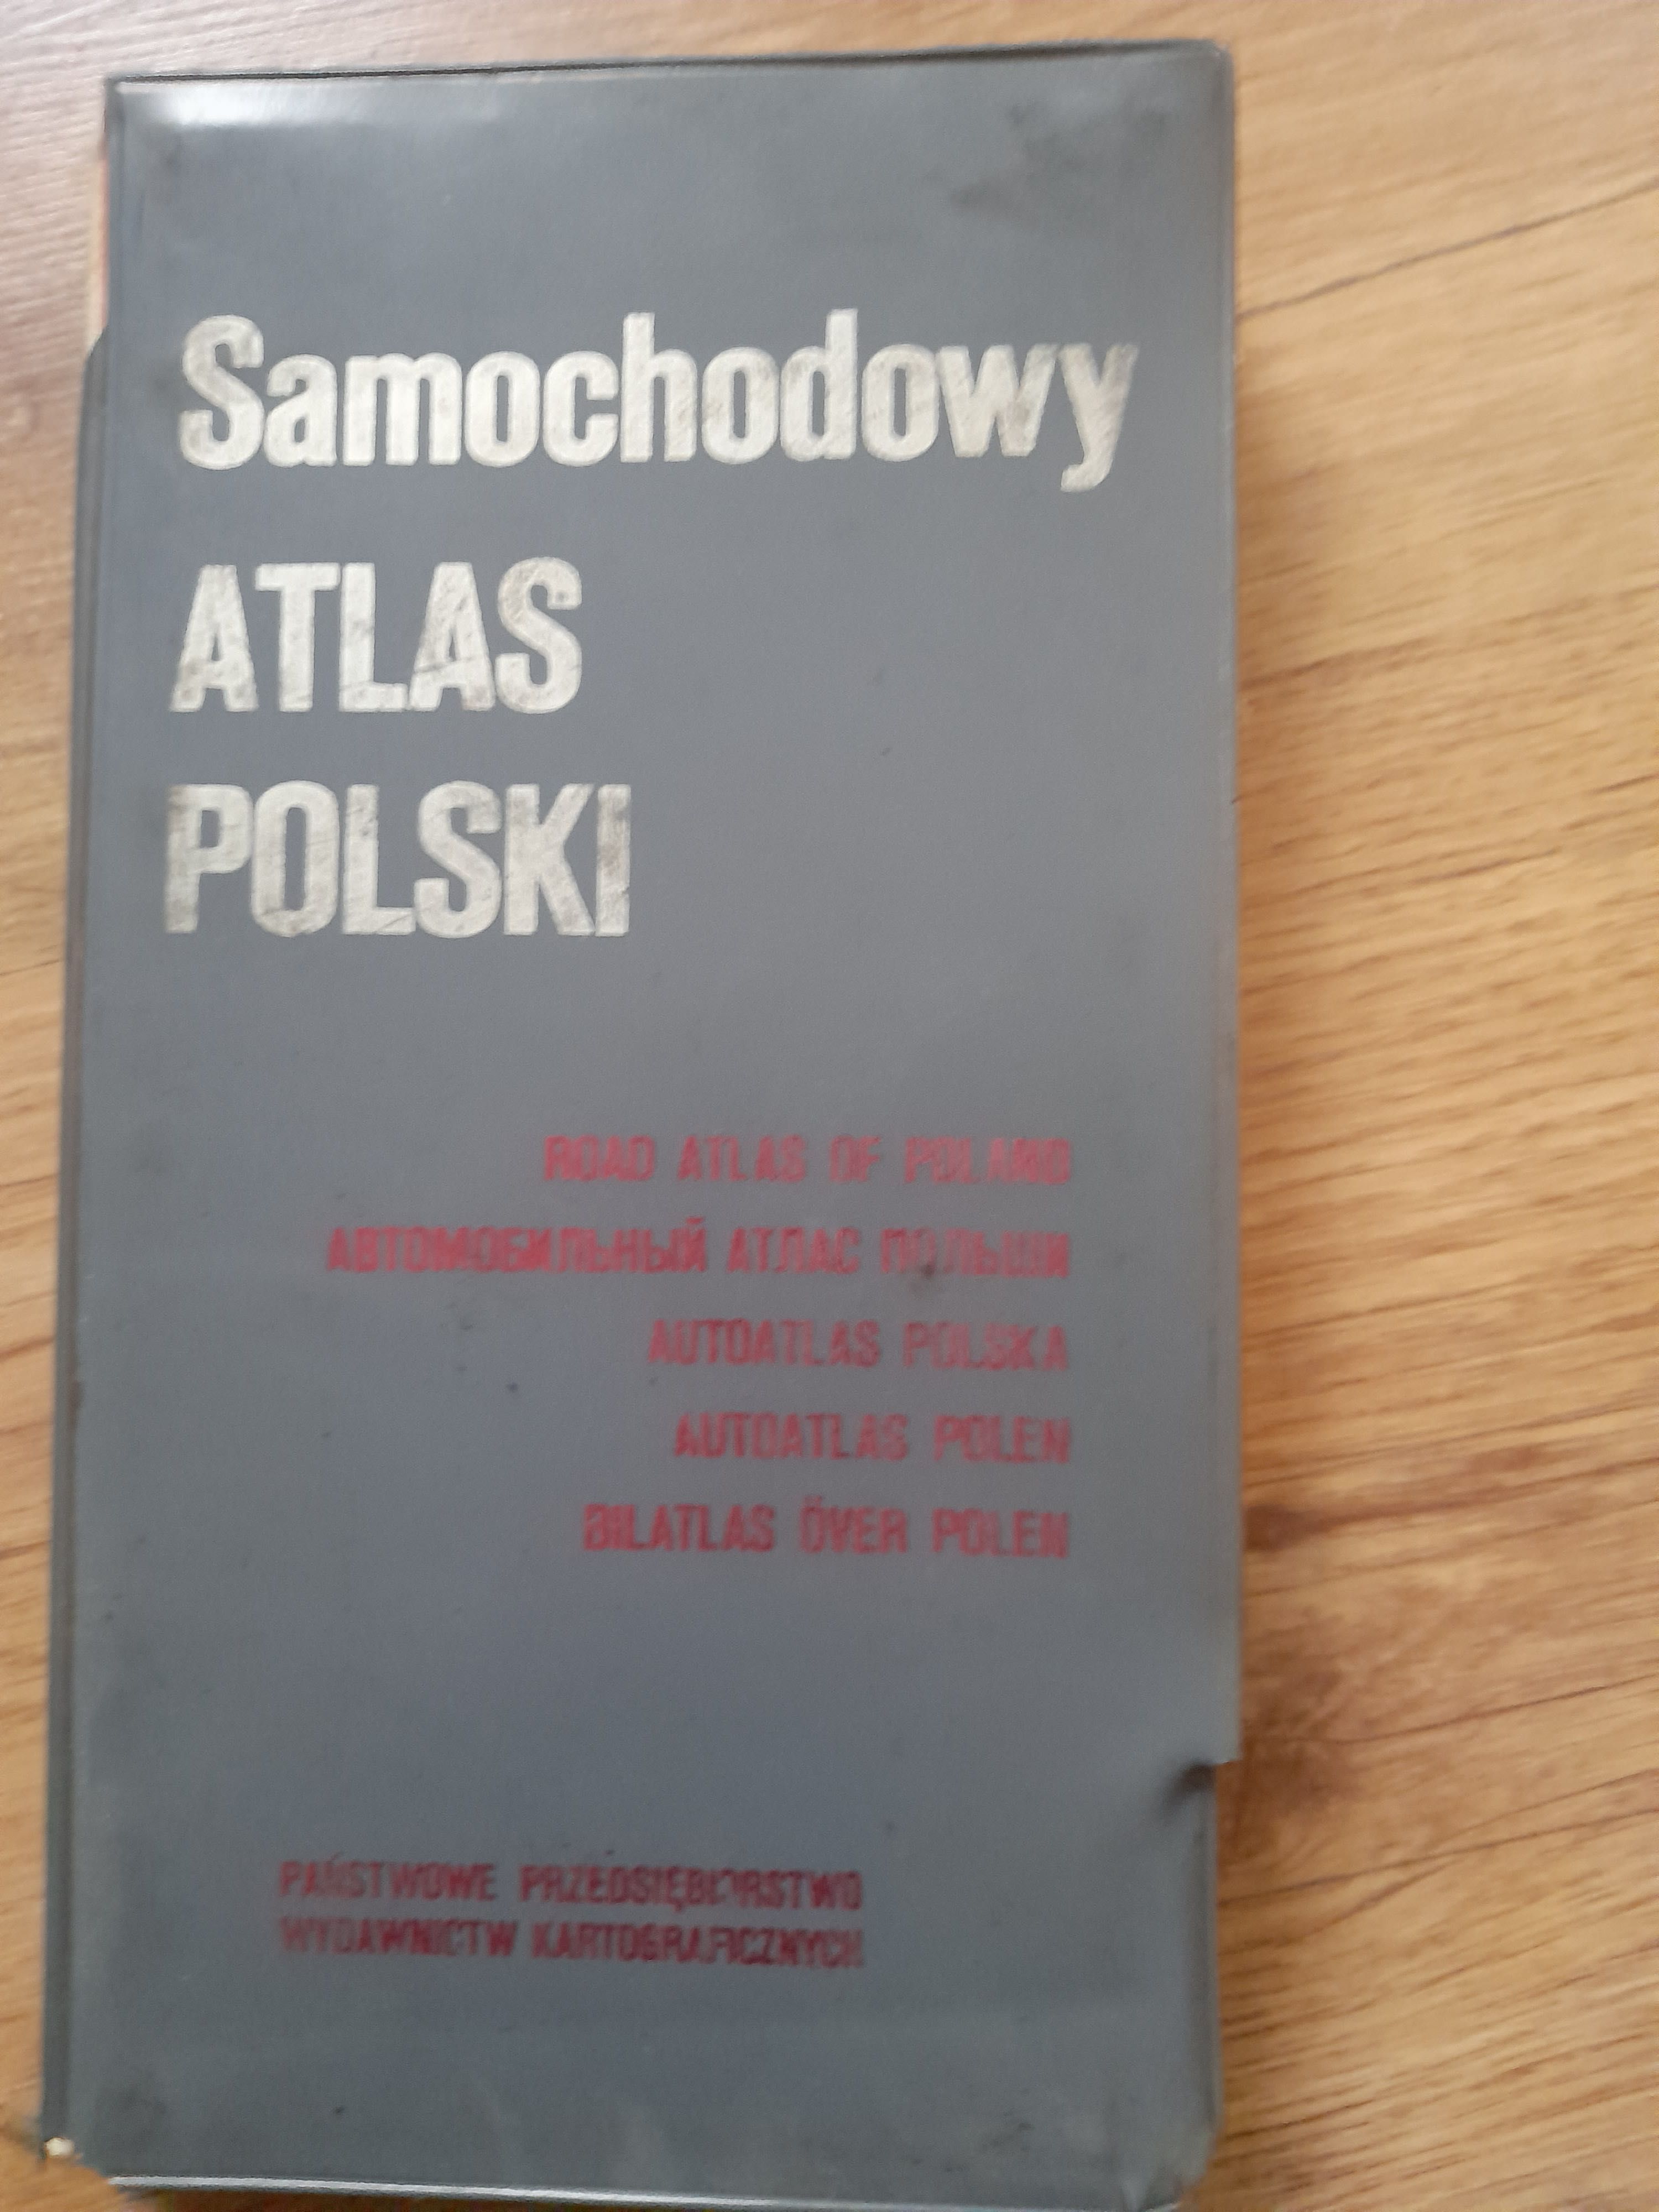 Samochodowy
ATLAS
POLSKI
ROAD ATLAS OF POLAND
АВТОМОБИЛЬНЫЙ АТЛАС ПОЛЬШИ
AUTOATLAS POLSKA
AUTOATLAS POLEN
BILATLAS ÖVER POLEN
PAŃSTWOWE PRZEDSIĘBIORSTWO
WYDAWNICTW KARTOGRAFICZNYCH